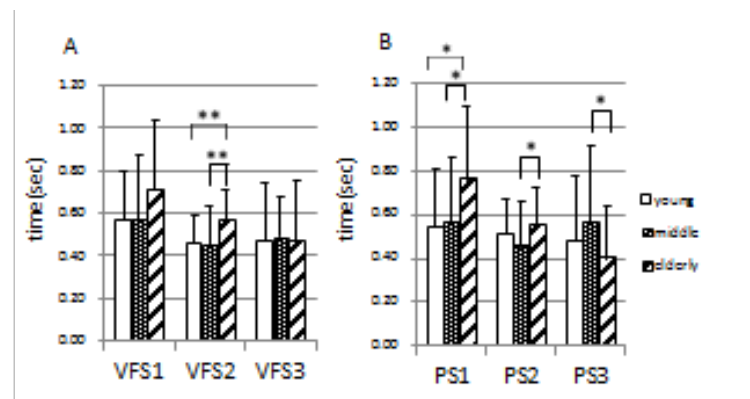 A
time(sec)
1.20
1.00
0.80
0.60
0.40
0.20
0.00
**
**
VFS1 VFS2 VFS3
B
time(sec)
1.20
1.00
0.80
0.60
0.40
0.20
0.00
*
*
*
*
PS1 PS2 PS3
young
middle
elderly